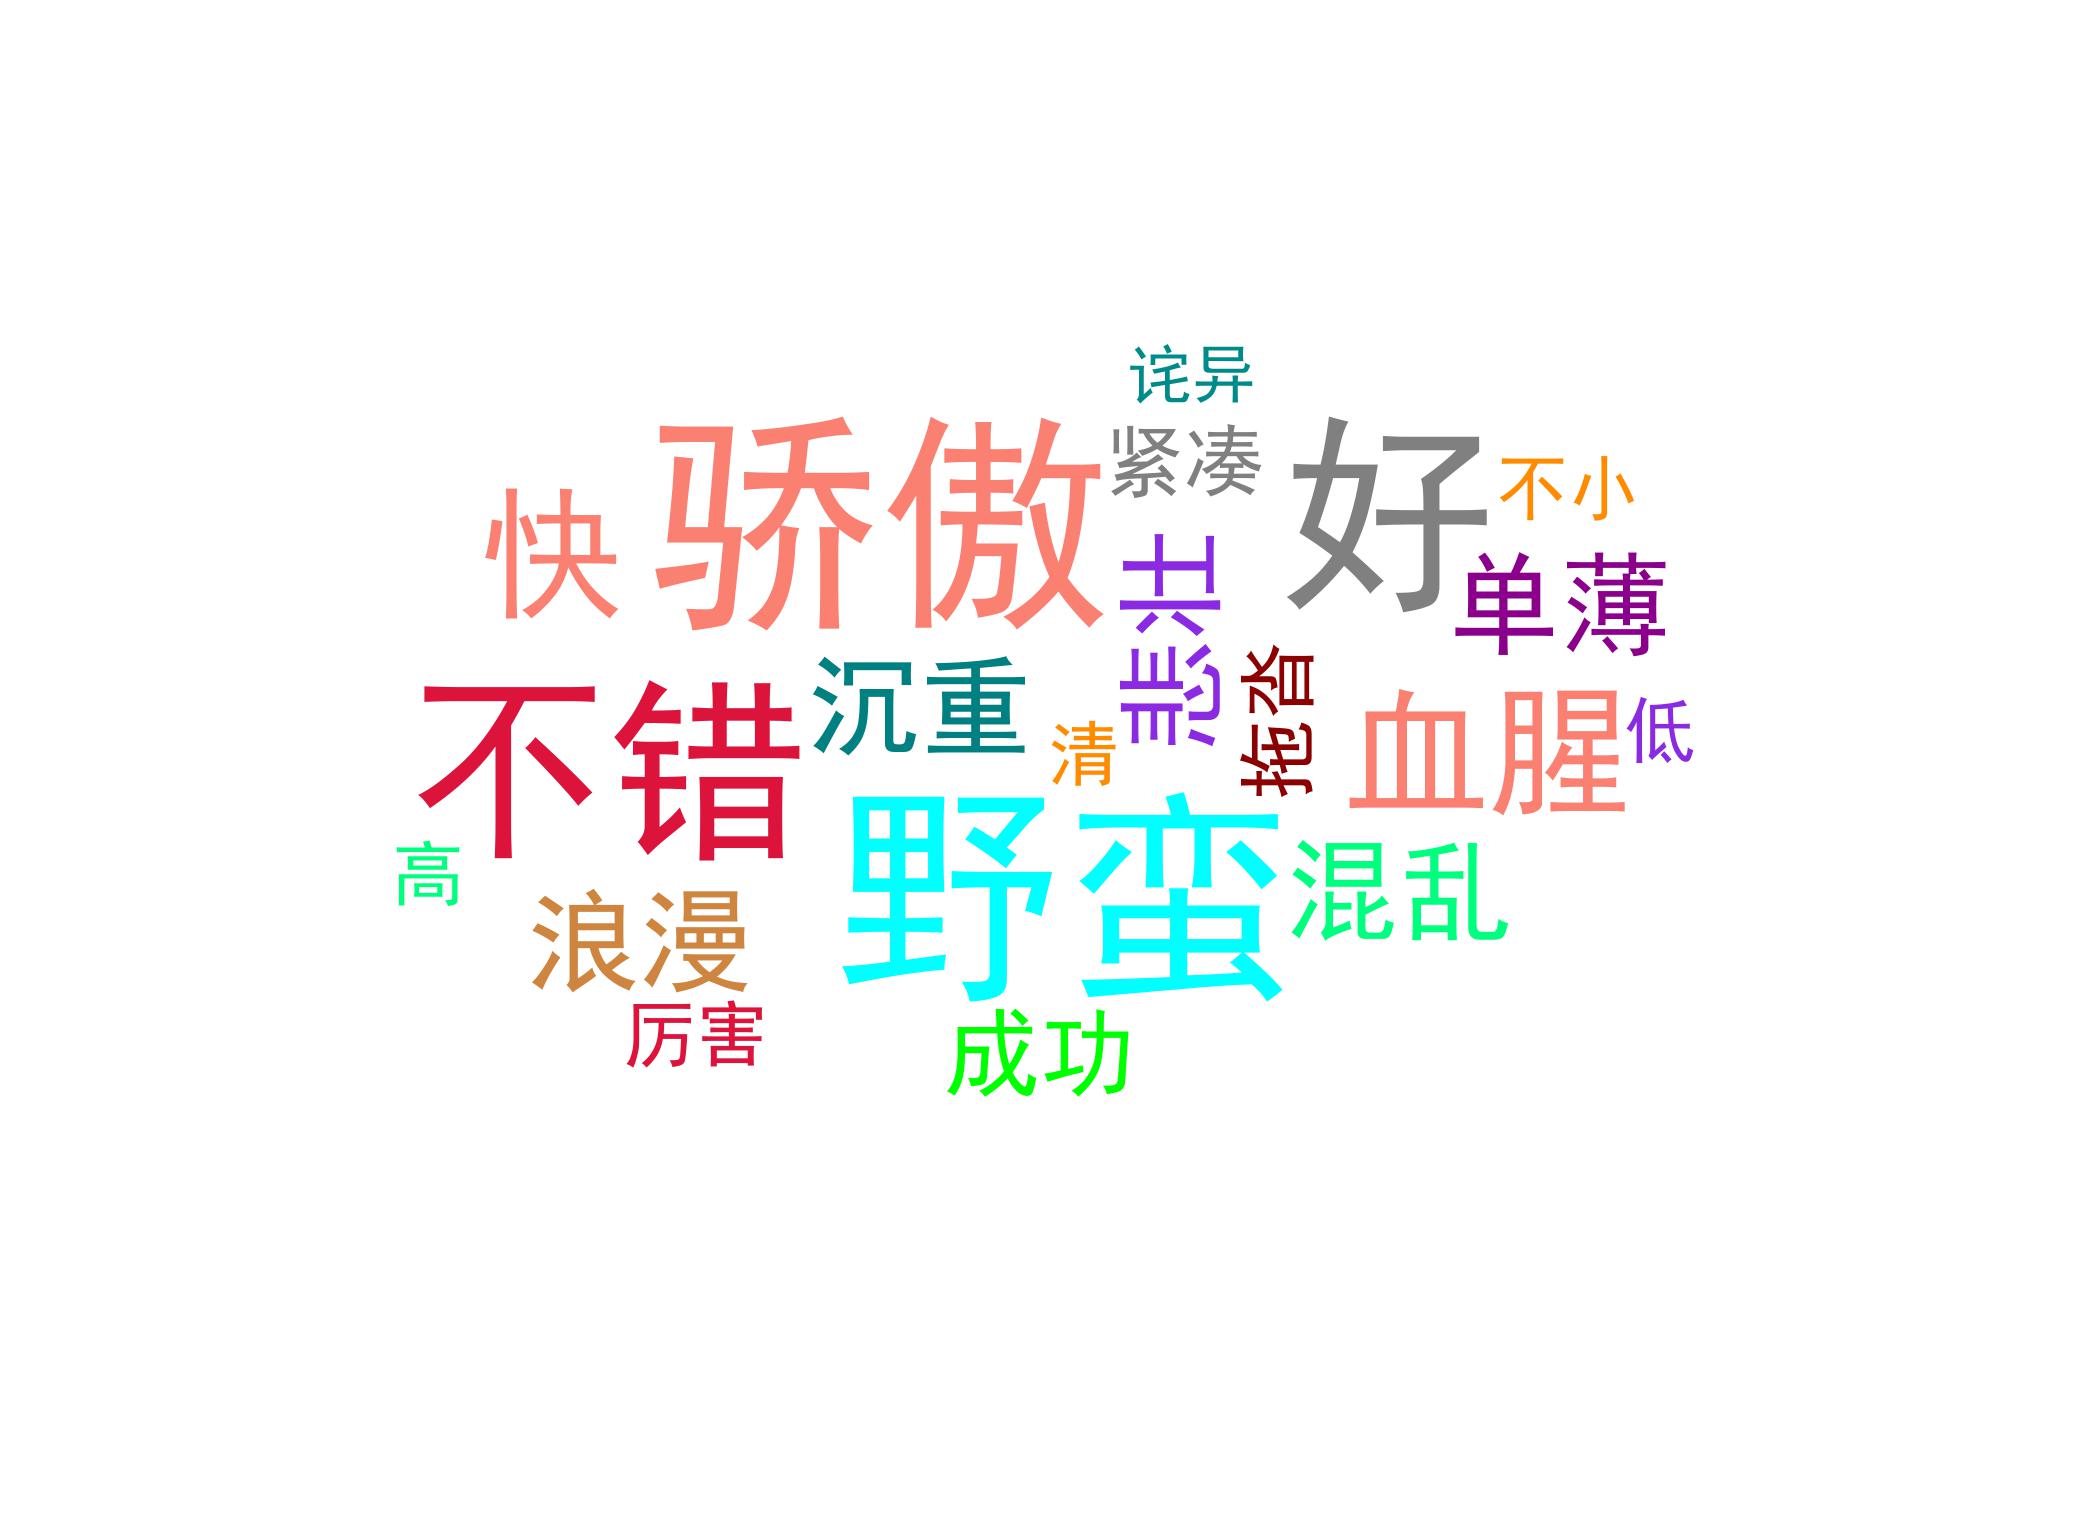 诧异
紧凑
骄傲
好
不小
快
单薄
悲壮
沉重
拖沓
不错
清
血腥
低
野蛮
高
混乱
浪漫
厉害
成功